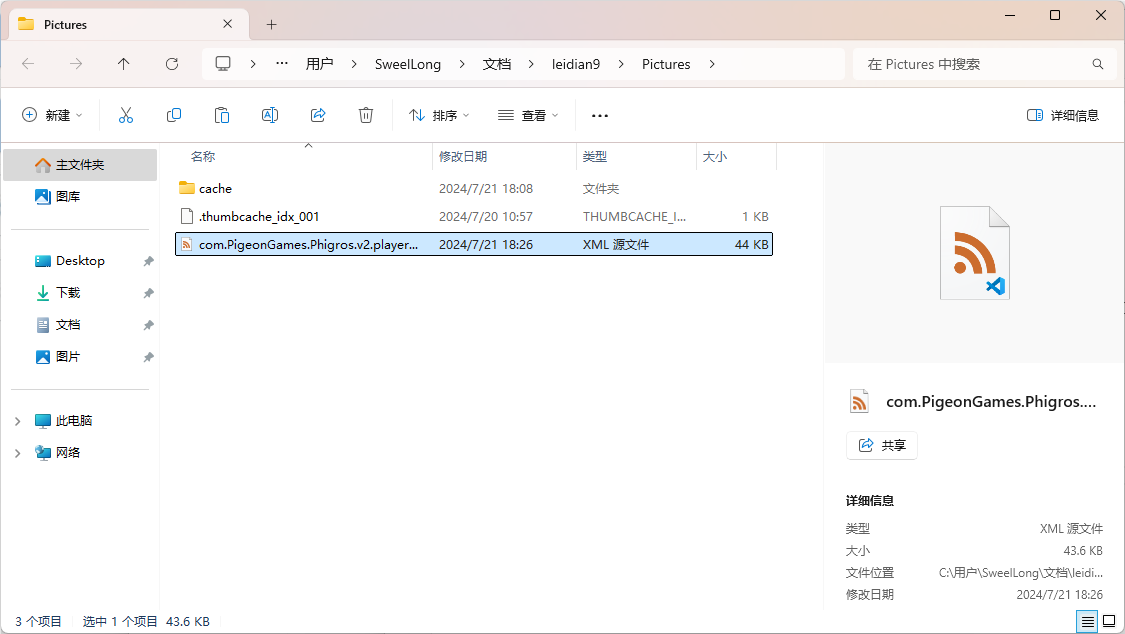 Pictures
用户 SweelLong 文档 leidian9 Pictures
在 Pictures 中搜索
新建 排序 查看 详细信息
主文件夹
图库
Desktop
下载
文档
图片
此电脑
网络
名称 修改日期 类型 大小
cache 2024/7/21 18:08 文件夹
.thumbcache_idx_001 2024/7/20 10:57 THUMBCACHE_I... 1 KB
com.PigeonGames.Phigros.v2.player... 2024/7/21 18:26 XML 源文件 44 KB
com.PigeonGames.Phigros....
共享
详细信息
类型 XML 源文件
大小 43.6 KB
文件位置 C:\用户\SweelLong\文档\leidi...
修改日期 2024/7/21 18:26
3 个项目 选中 1 个项目 43.6 KB